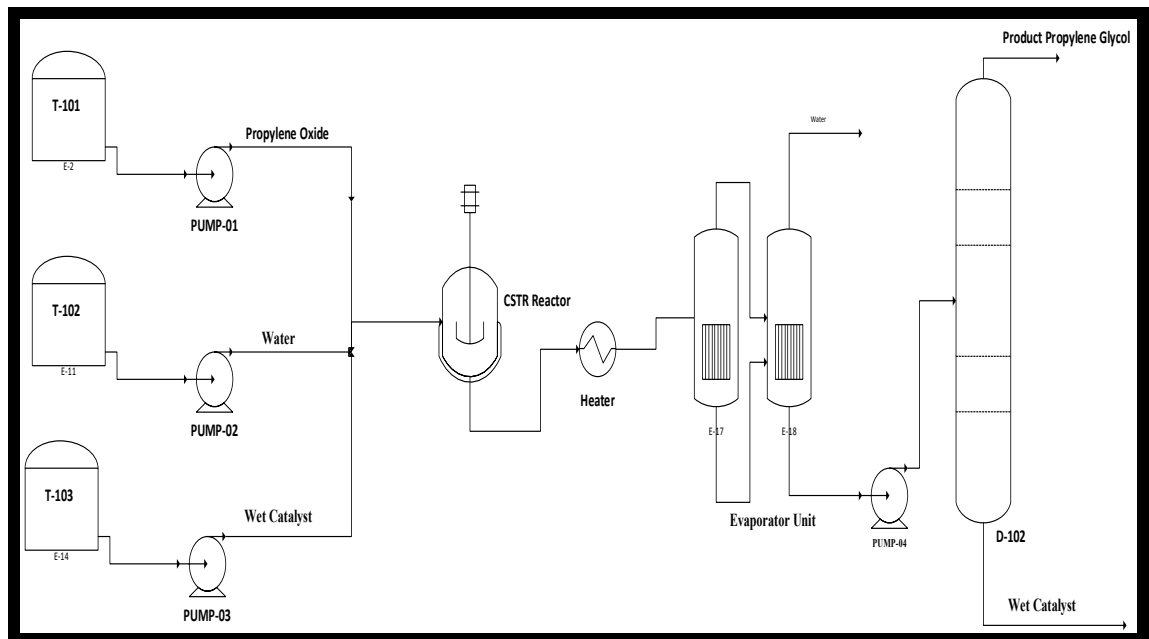 Product Propylene Glycol
T-101
E-2
Propylene Oxide
PUMP-01
Water
T-102
E-11
Water
PUMP-02
CSTR Reactor
Heater
E-17
E-18
Evaporator Unit
T-103
E-14
Wet Catalyst
PUMP-03
PUMP-04
D-102
Wet Catalyst